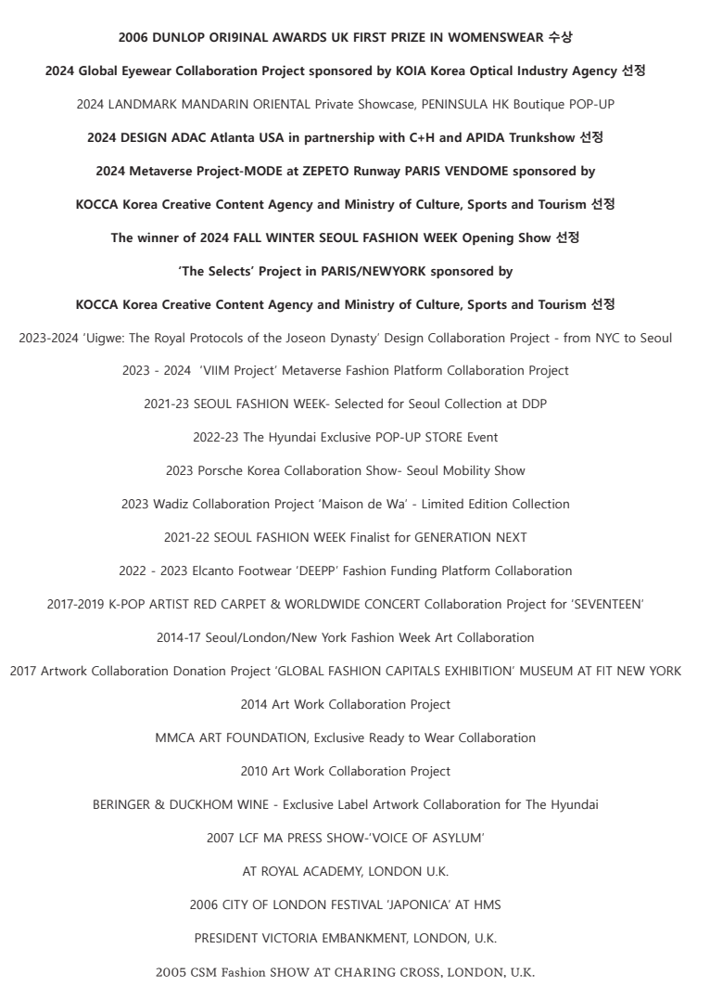 2006 DUNLOP ORI9INAL AWARDS UK FIRST PRIZE IN WOMENSWEAR 수상
2024 Global Eyewear Collaboration Project sponsored by KOIA Korea Optical Industry Agency 선정
2024 LANDMARK MANDARIN ORIENTAL Private Showcase, PENINSULA HK Boutique POP-UP
2024 DESIGN ADAC Atlanta USA in partnership with C+H and APIDA Trunkshow 선정
2024 Metaverse Project-MODE at ZEPETO Runway PARIS VENDOME sponsored by
KOCCA Korea Creative Content Agency and Ministry of Culture, Sports and Tourism 선정
The winner of 2024 FALL WINTER SEOUL FASHION WEEK Opening Show 선정
'The Selects' Project in PARIS/NEWYORK sponsored by
KOCCA Korea Creative Content Agency and Ministry of Culture, Sports and Tourism 선정
2023-2024 'Uigwe: The Royal Protocols of the Joseon Dynasty' Design Collaboration Project - from NYC to Seoul
2023 - 2024 'VIIM Project' Metaverse Fashion Platform Collaboration Project
2021-23 SEOUL FASHION WEEK- Selected for Seoul Collection at DDP
2022-23 The Hyundai Exclusive POP-UP STORE Event
2023 Porsche Korea Collaboration Show- Seoul Mobility Show
2023 Wadiz Collaboration Project 'Maison de Wa' - Limited Edition Collection
2021-22 SEOUL FASHION WEEK Finalist for GENERATION NEXT
2022 - 2023 Elcanto Footwear 'DEEPP' Fashion Funding Platform Collaboration
2017-2019 K-POP ARTIST RED CARPET & WORLDWIDE CONCERT Collaboration Project for 'SEVENTEEN'
2014-17 Seoul/London/New York Fashion Week Art Collaboration
2017 Artwork Collaboration Donation Project 'GLOBAL FASHION CAPITALS EXHIBITION' MUSEUM AT FIT NEW YORK
2014 Art Work Collaboration Project
MMCA ART FOUNDATION, Exclusive Ready to Wear Collaboration
2010 Art Work Collaboration Project
BERINGER & DUCKHOM WINE - Exclusive Label Artwork Collaboration for The Hyundai
2007 LCF MA PRESS SHOW-'VOICE OF ASYLUM'
AT ROYAL ACADEMY, LONDON U.K.
2006 CITY OF LONDON FESTIVAL 'JAPONICA' AT HMS
PRESIDENT VICTORIA EMBANKMENT, LONDON, U.K.
2005 CSM Fashion SHOW AT CHARING CROSS, LONDON, U.K.